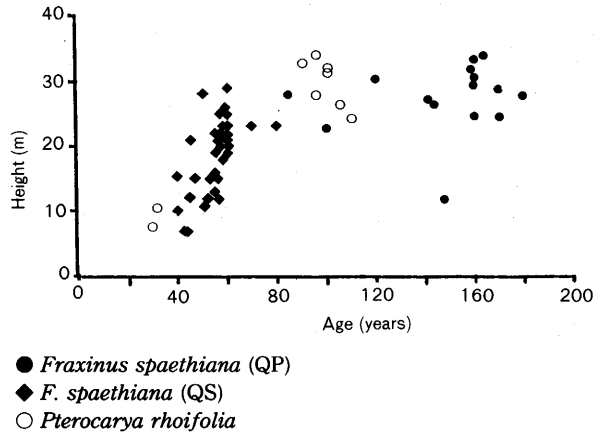 40
30
20
10
0
Height (m)
0 40 80 120 160 200
Age (years)
Fraxinus spaethiana (QP)
F. spaethiana (QS)
Pterocarya rhoifolia